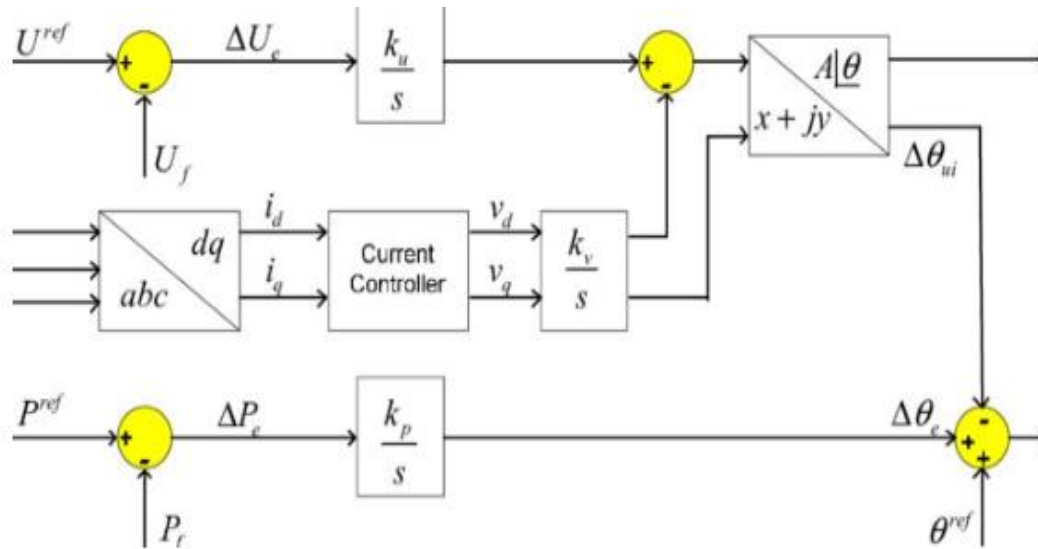 U^ref + - ΔU_e k_u/s + - A|θ
x + jy
U_f Δθ_ui
dq i_d Current Controller v_d k_v/s
abc i_q v_q
P^ref + - ΔP_e k_p/s Δθ_e + - +
P_f θ^ref